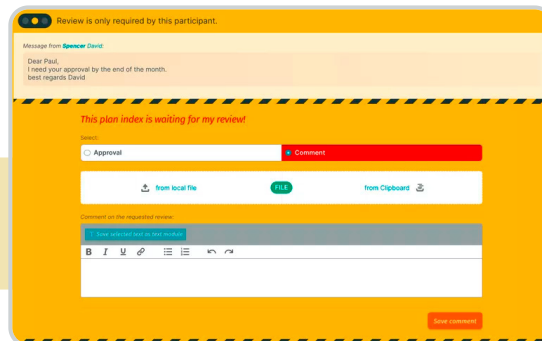 Review is only required by this participant.
Message from Spencer David:
Dear Paul,
I need your approval by the end of the month.
best regards David
This plan index is waiting for my review!
Select:
Approval
Comment
from local file
FILE
from Clipboard
Comment on the requested review:
Save selected text as text module
B I U
Save comment